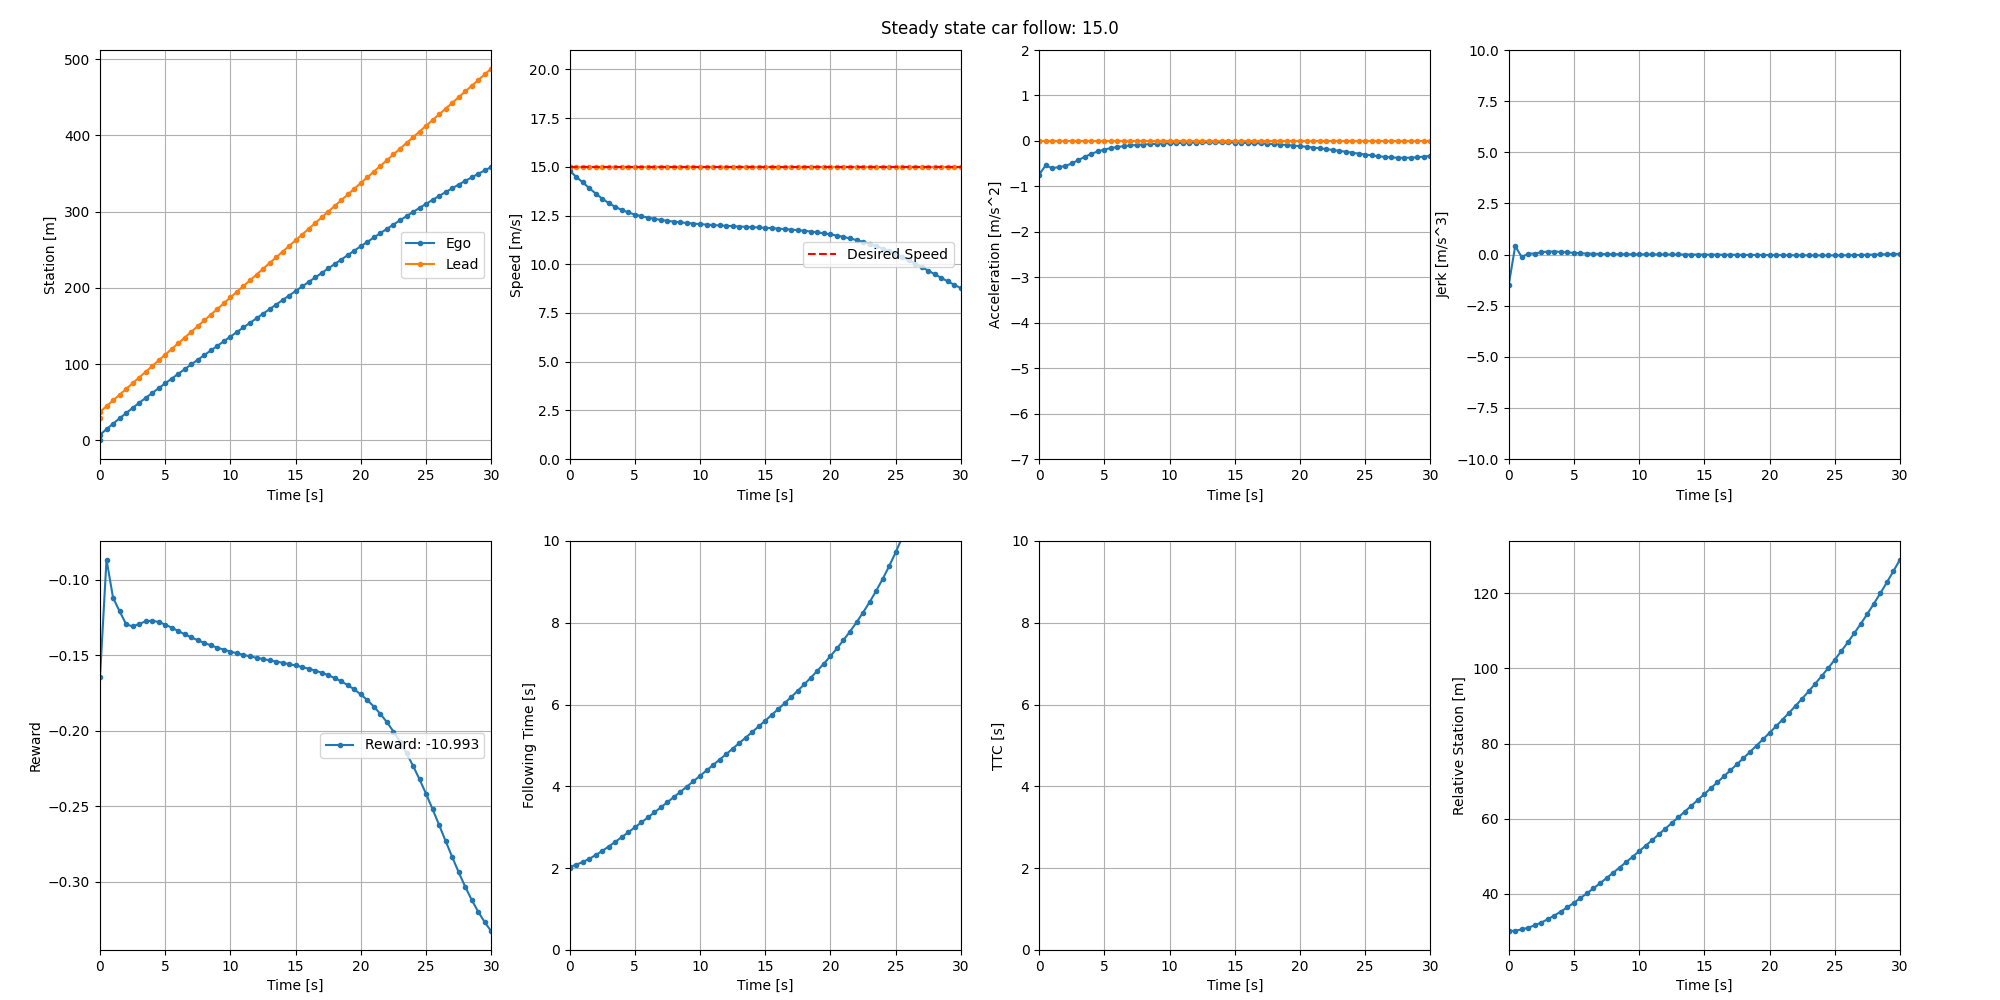 Steady state car follow: 15.0
500
400
300
200
100
0
Station [m]
Ego
Lead
0 5 10 15 20 25 30
Time [s]
20.0
17.5
15.0
12.5
10.0
7.5
5.0
2.5
0.0
Speed [m/s]
Desired Speed
0 5 10 15 20 25 30
Time [s]
2
1
0
−1
−2
−3
−4
−5
−6
−7
Acceleration [m/s^2]
0 5 10 15 20 25 30
Time [s]
10.0
7.5
5.0
2.5
0.0
−2.5
−5.0
−7.5
−10.0
Jerk [m/s^3]
0 5 10 15 20 25 30
Time [s]
−0.10
−0.15
−0.20
−0.25
−0.30
Reward
Reward: -10.993
0 5 10 15 20 25 30
Time [s]
10
8
6
4
2
0
Following Time [s]
0 5 10 15 20 25 30
Time [s]
10
8
6
4
2
0
TTC [s]
0 5 10 15 20 25 30
Time [s]
120
100
80
60
40
Relative Station [m]
0 5 10 15 20 25 30
Time [s]